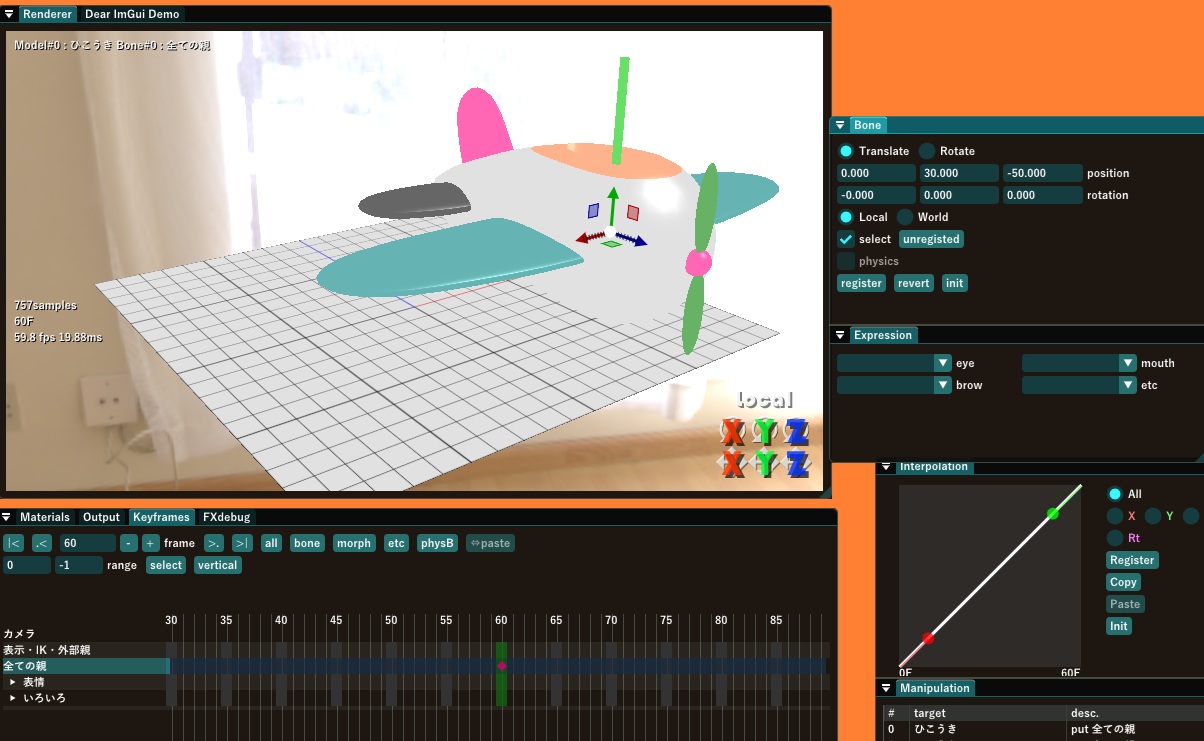 Renderer Dear ImGui Demo
Model#0 : ひこうき Bone#0 : 全ての親
757samples
60F
59.8 fps 19.88ms
Local
X Y Z
X Y Z
Bone
Translate Rotate
0.000 30.000 -50.000 position
-0.000 0.000 0.000 rotation
Local World
select unregisted
physics
register revert init
Expression
eye mouth
brow etc
Interpolation
All
X Y
Rt
Register
Copy
Paste
Init
0F 60F
Manipulation
# target desc.
0 ひこうき put 全ての親
Materials Output Keyframes FXdebug
|< .< 60 - + frame >. >| all bone morph etc physB ⇔paste
0 -1 range select vertical
30 35 40 45 50 55 60 65 70 75 80 85
カメラ
表示・IK・外部親
全ての親
表情
いろいろ